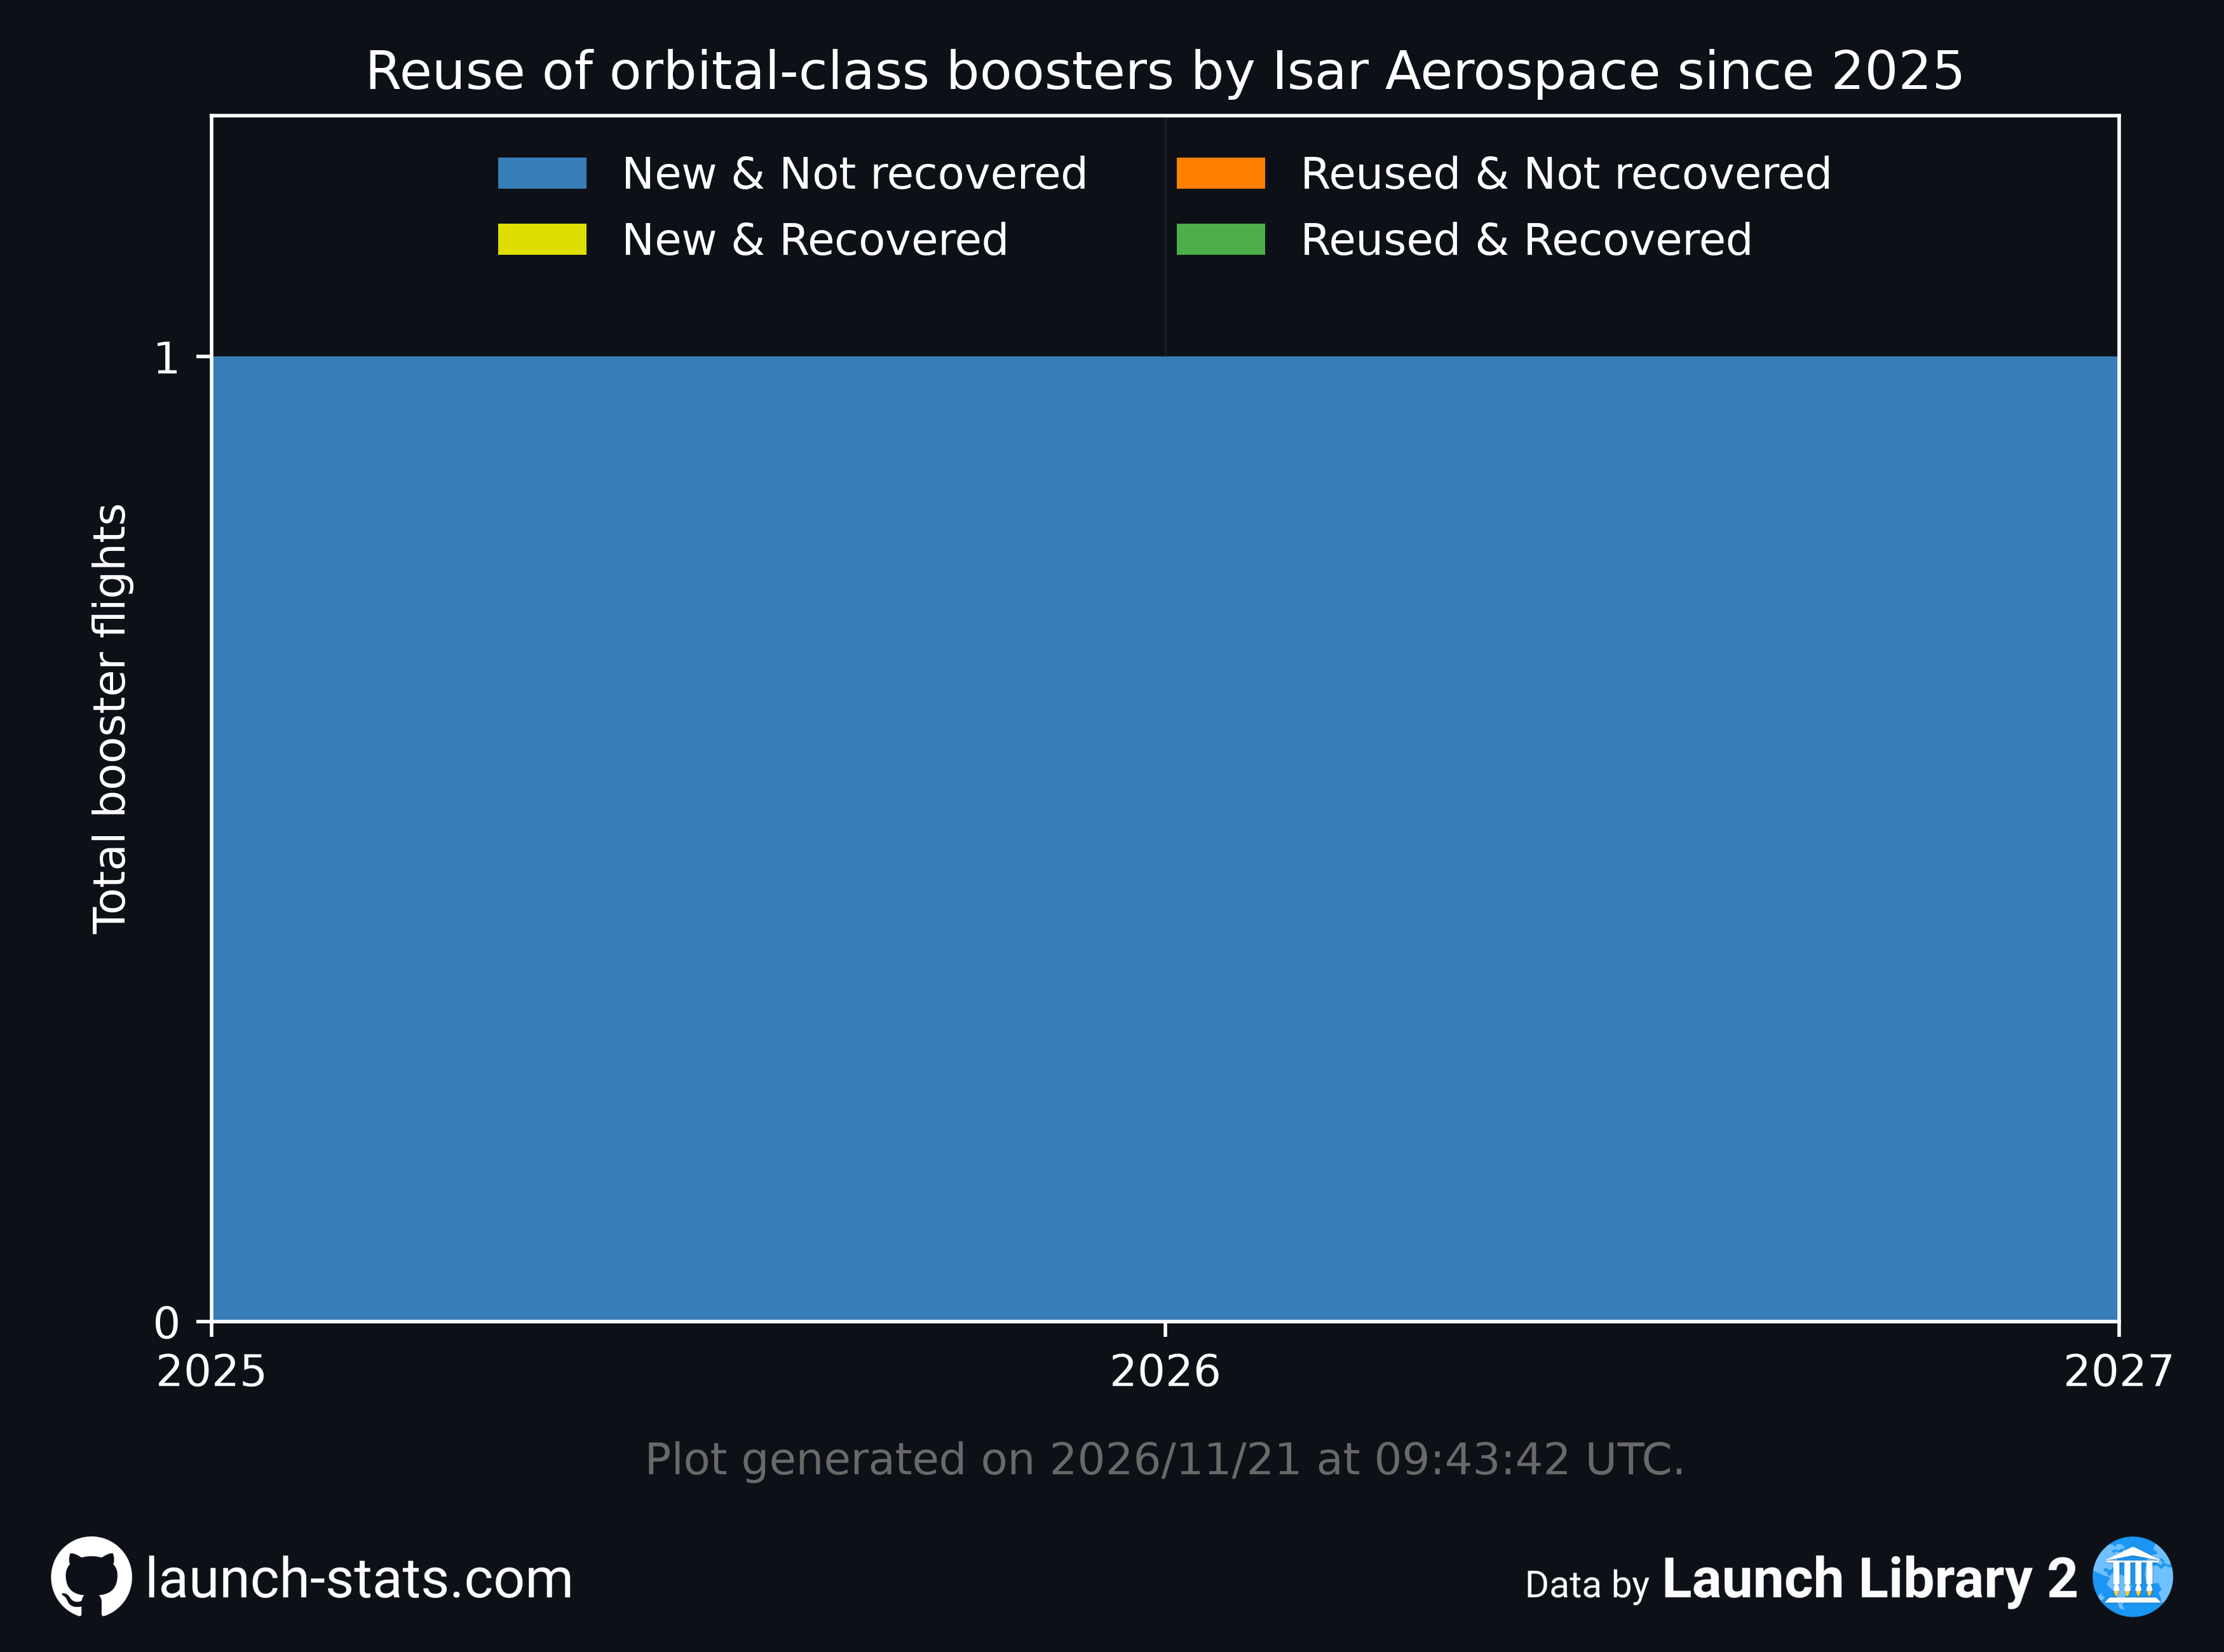 Reuse of orbital-class boosters by Isar Aerospace since 2025
New & Not recovered
New & Recovered
Reused & Not recovered
Reused & Recovered
Total booster flights
1
0
2025
2026
2027
Plot generated on 2026/11/21 at 09:43:42 UTC.
launch-stats.com
Data by Launch Library 2